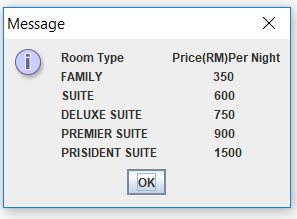 Message
Room Type Price(RM)Per Night
FAMILY 350
SUITE 600
DELUXE SUITE 750
PREMIER SUITE 900
PRISIDENT SUITE 1500
OK